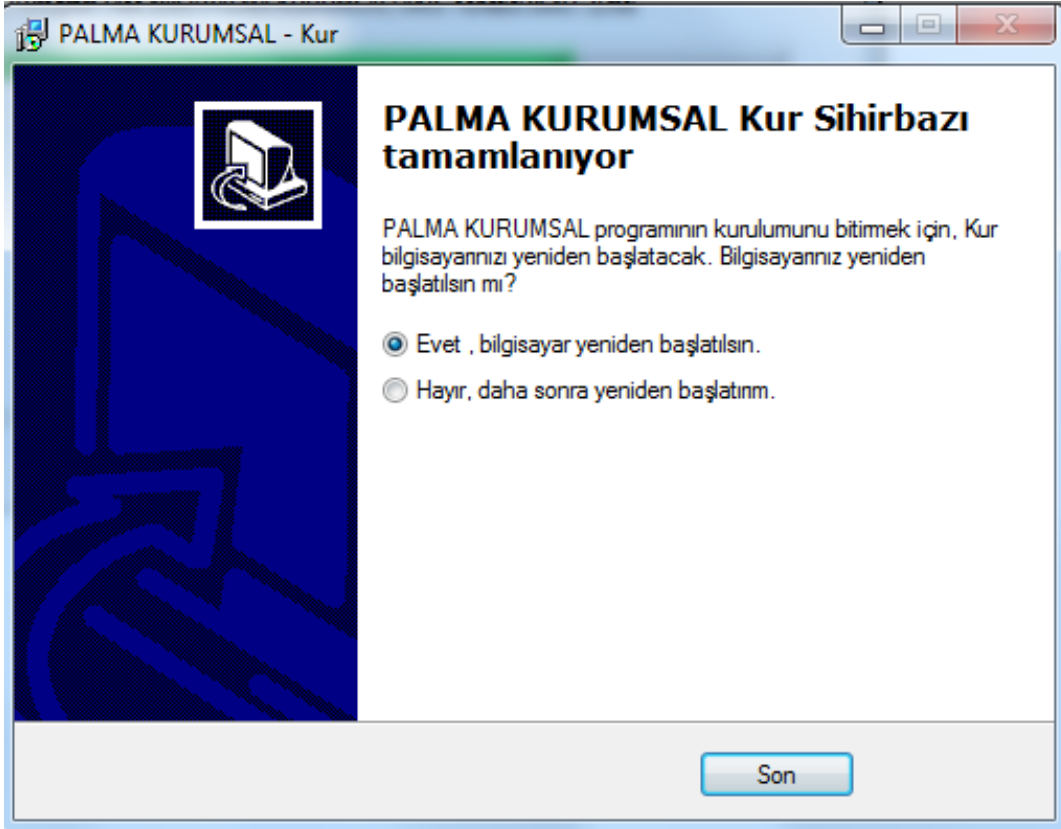 PALMA KURUMSAL - Kur
PALMA KURUMSAL Kur Sihirbazı
tamamlanıyor
PALMA KURUMSAL programının kurulumunu bitirmek için, Kur
bilgisayarınızı yeniden başlatacak. Bilgisayarınız yeniden
başlatılsın mı?
Evet , bilgisayar yeniden başlatılsın.
Hayır, daha sonra yeniden başlatırım.
Son